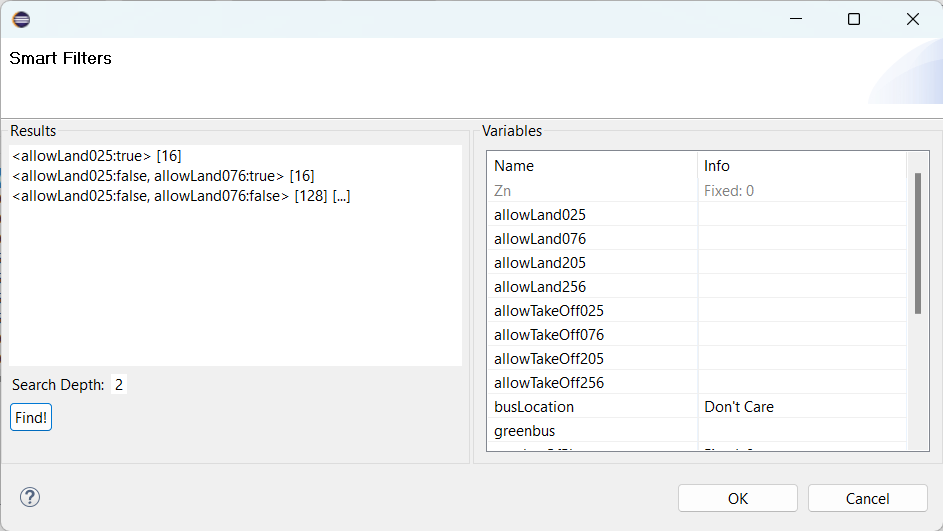 Smart Filters
Results
<allowLand025:true> [16]
<allowLand025:false, allowLand076:true> [16]
<allowLand025:false, allowLand076:false> [128] [...]
Search Depth: 2
Find!
Variables
Name Info
Zn Fixed: 0
allowLand025
allowLand076
allowLand205
allowLand256
allowTakeOff025
allowTakeOff076
allowTakeOff205
allowTakeOff256
busLocation Don't Care
greenbus
?
OK Cancel